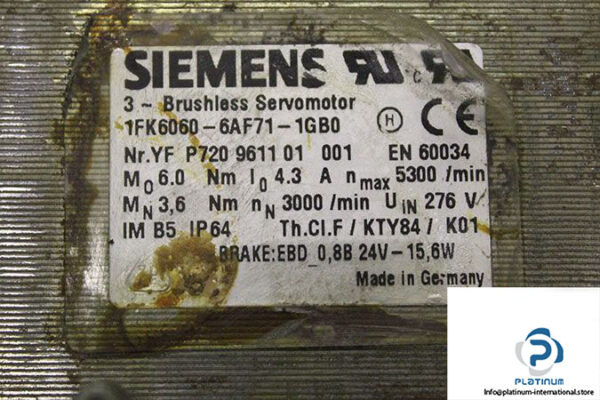 SIEMENS
3 ~ Brushless Servomotor
1FK6060-6AF71-1GB0
Nr.YF P720 9611 01 001 EN 60034
M0 6.0 Nm I0 4.3 A nmax 5300 /min
MN 3,6 Nm nN 3000 /min UIN 276 V
IM B5 IP64 Th.Cl.F / KTY84 / K01
BRAKE:EBD_0,8B 24V-15,6W
Made in Germany
PLATINUM
Info@platinum-international.store